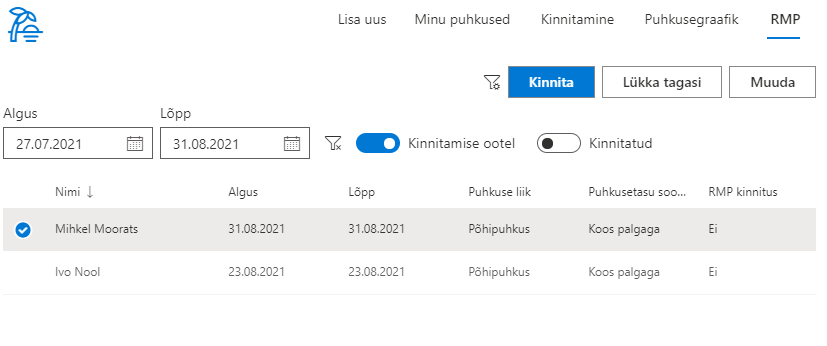 Lisa uus Minu puhkused Kinnitamine Puhkusegraafik RMP
Kinnita Lükka tagasi Muuda
Algus Lõpp
27.07.2021 31.08.2021 Kinnitamise ootel Kinnitatud
Nimi ↓ Algus Lõpp Puhkuse liik Puhkusetasu soo... RMP kinnitus
Mihkel Moorats 31.08.2021 31.08.2021 Põhipuhkus Koos palgaga Ei
Ivo Nool 23.08.2021 23.08.2021 Põhipuhkus Koos palgaga Ei